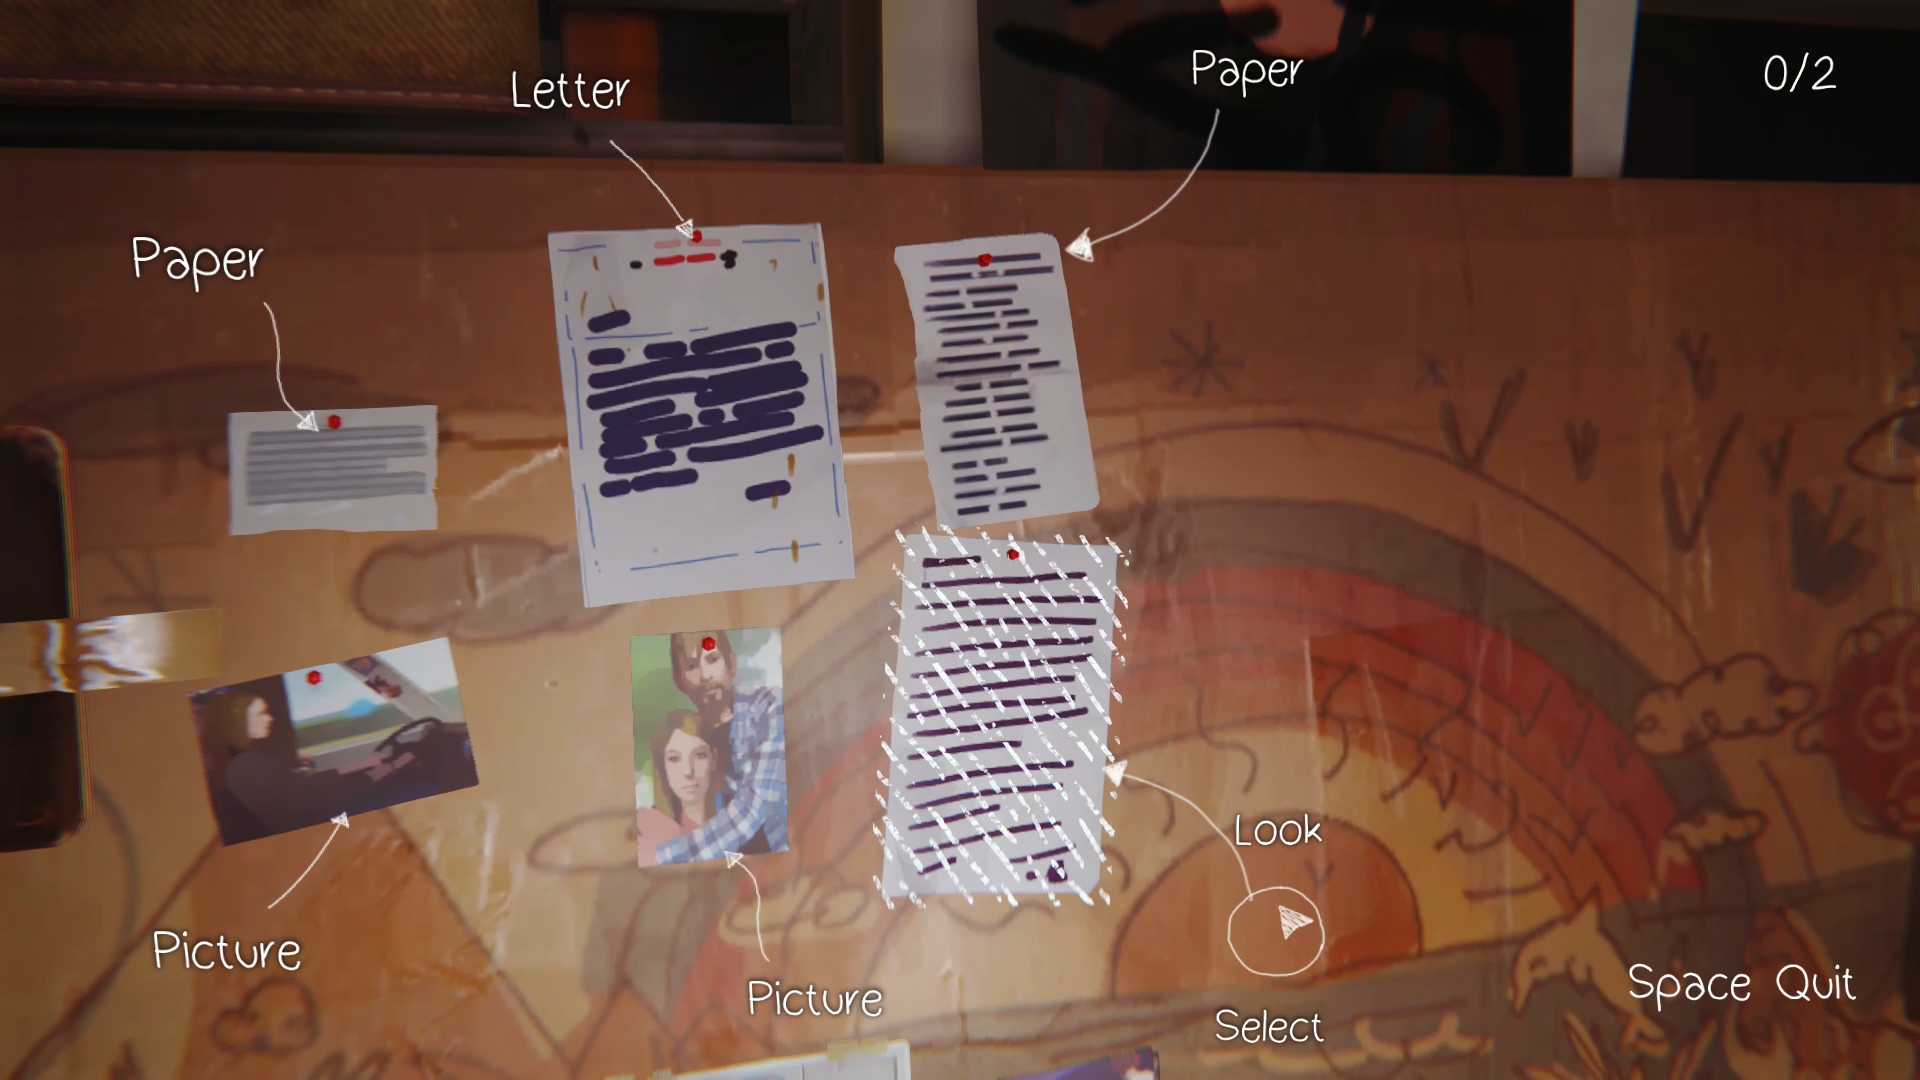 Letter
Paper
0/2
Paper
Look
Picture
Picture
Select
Space Quit